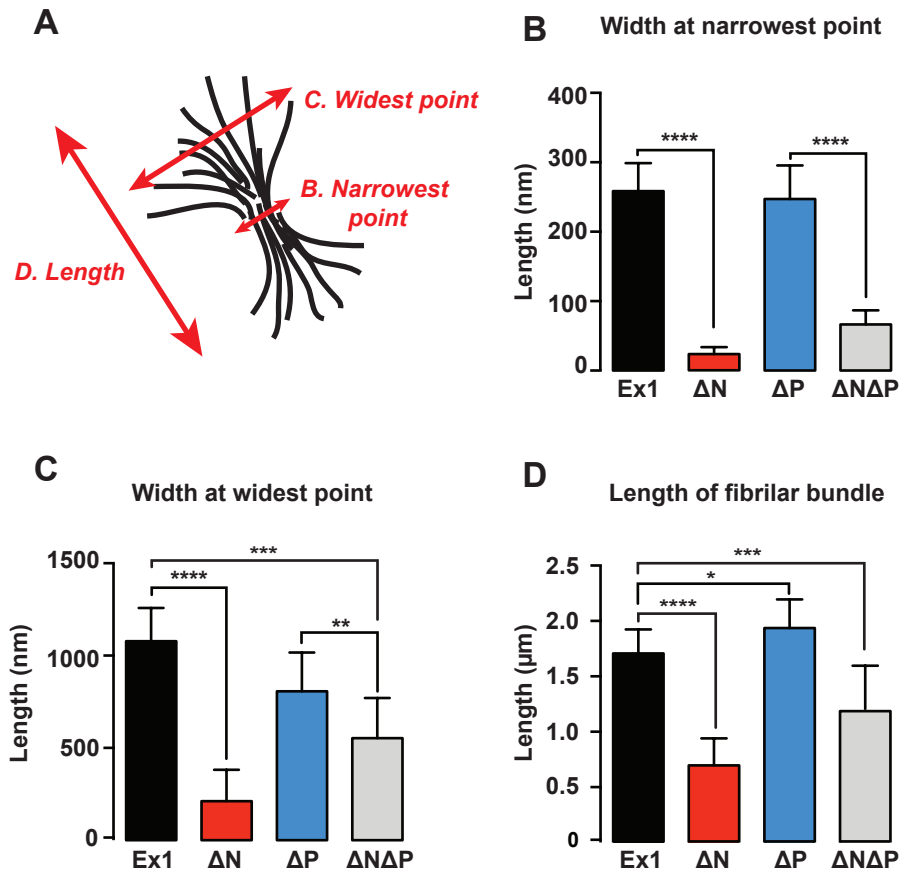 A
C. Widest point
B. Narrowest
point
D. Length
B
Width at narrowest point
Length (nm)
400
300
200
100
0
****
****
Ex1 ΔN ΔP ΔNΔP
C
Width at widest point
Length (nm)
1500
1000
500
0
***
****
**
Ex1 ΔN ΔP ΔNΔP
D
Length of fibrilar bundle
Length (µm)
2.5
2.0
1.5
1.0
0.5
0
***
*
****
Ex1 ΔN ΔP ΔNΔP